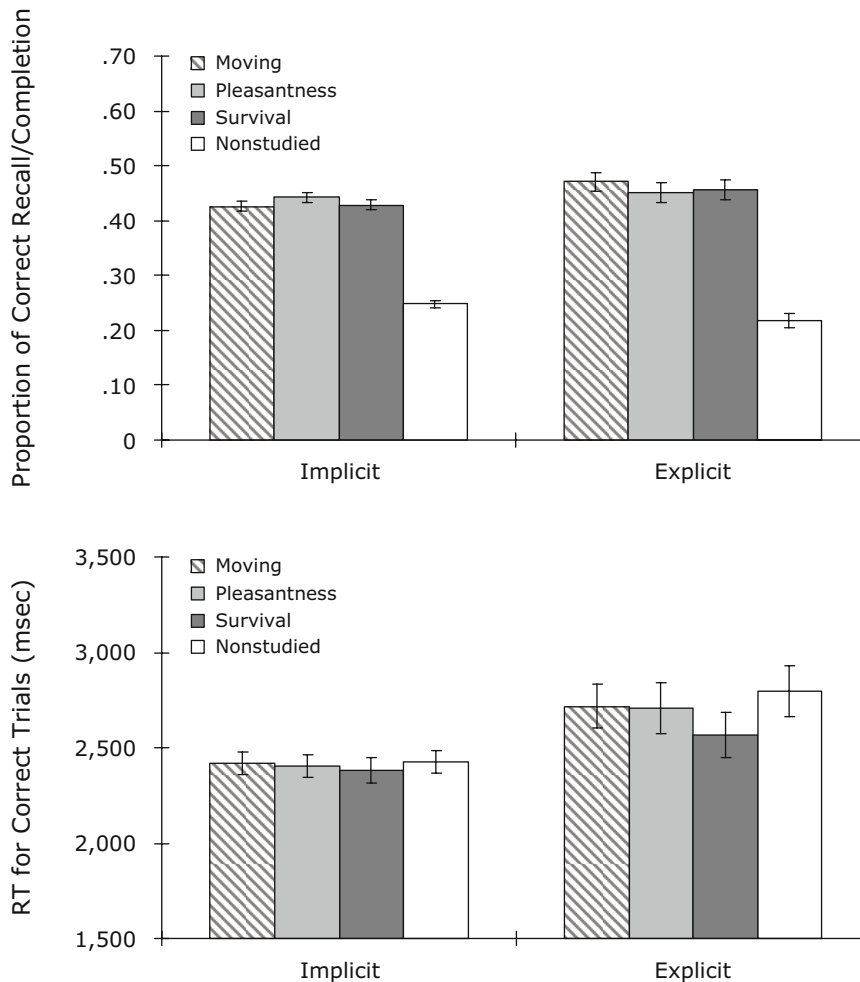 Proportion of Correct Recall/Completion
.70
.60
.50
.40
.30
.20
.10
0
Moving
Pleasantness
Survival
Nonstudied
Implicit
Explicit
RT for Correct Trials (msec)
3,500
3,000
2,500
2,000
1,500
Moving
Pleasantness
Survival
Nonstudied
Implicit
Explicit